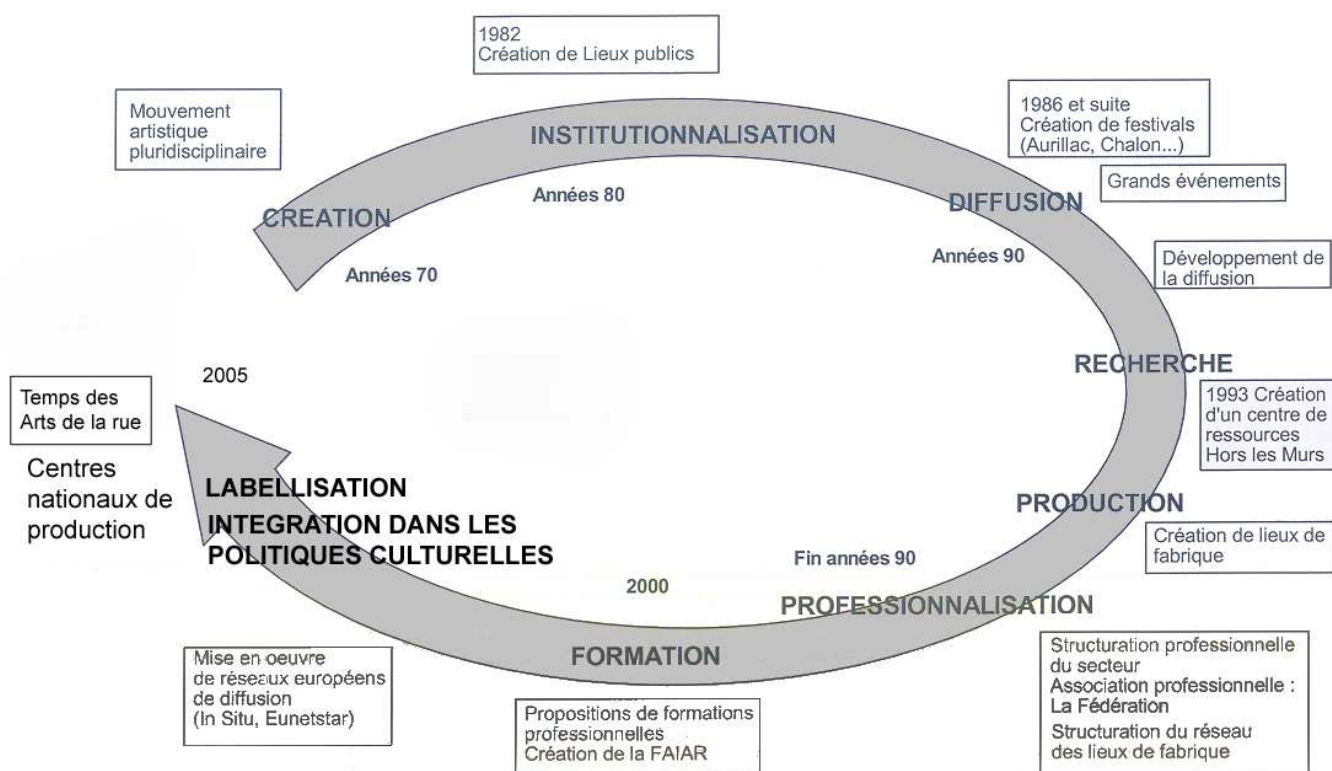 1982
Création de Lieux publics
Mouvement
artistique
pluridisciplinaire
INSTITUTIONNALISATION
1986 et suite
Création de festivals
(Aurillac, Chalon...)
Grands événements
Années 80
DIFFUSION
CREATION
Années 90
Années 70
Développement de
la diffusion
RECHERCHE
2005
Temps des
Arts de la rue
1993 Création
d'un centre de
ressources
Hors les Murs
Centres
nationaux de
production
LABELLISATION
INTEGRATION DANS LES
POLITIQUES CULTURELLES
PRODUCTION
Création de lieux de
fabrique
Fin années 90
2000
PROFESSIONNALISATION
FORMATION
Mise en oeuvre
de réseaux européens
de diffusion
(In Situ, Eunetstar)
Propositions de formations
professionnelles
Création de la FAIAR
Structuration professionnelle
du secteur
Association professionnelle :
La Fédération
Structuration du réseau
des lieux de fabrique